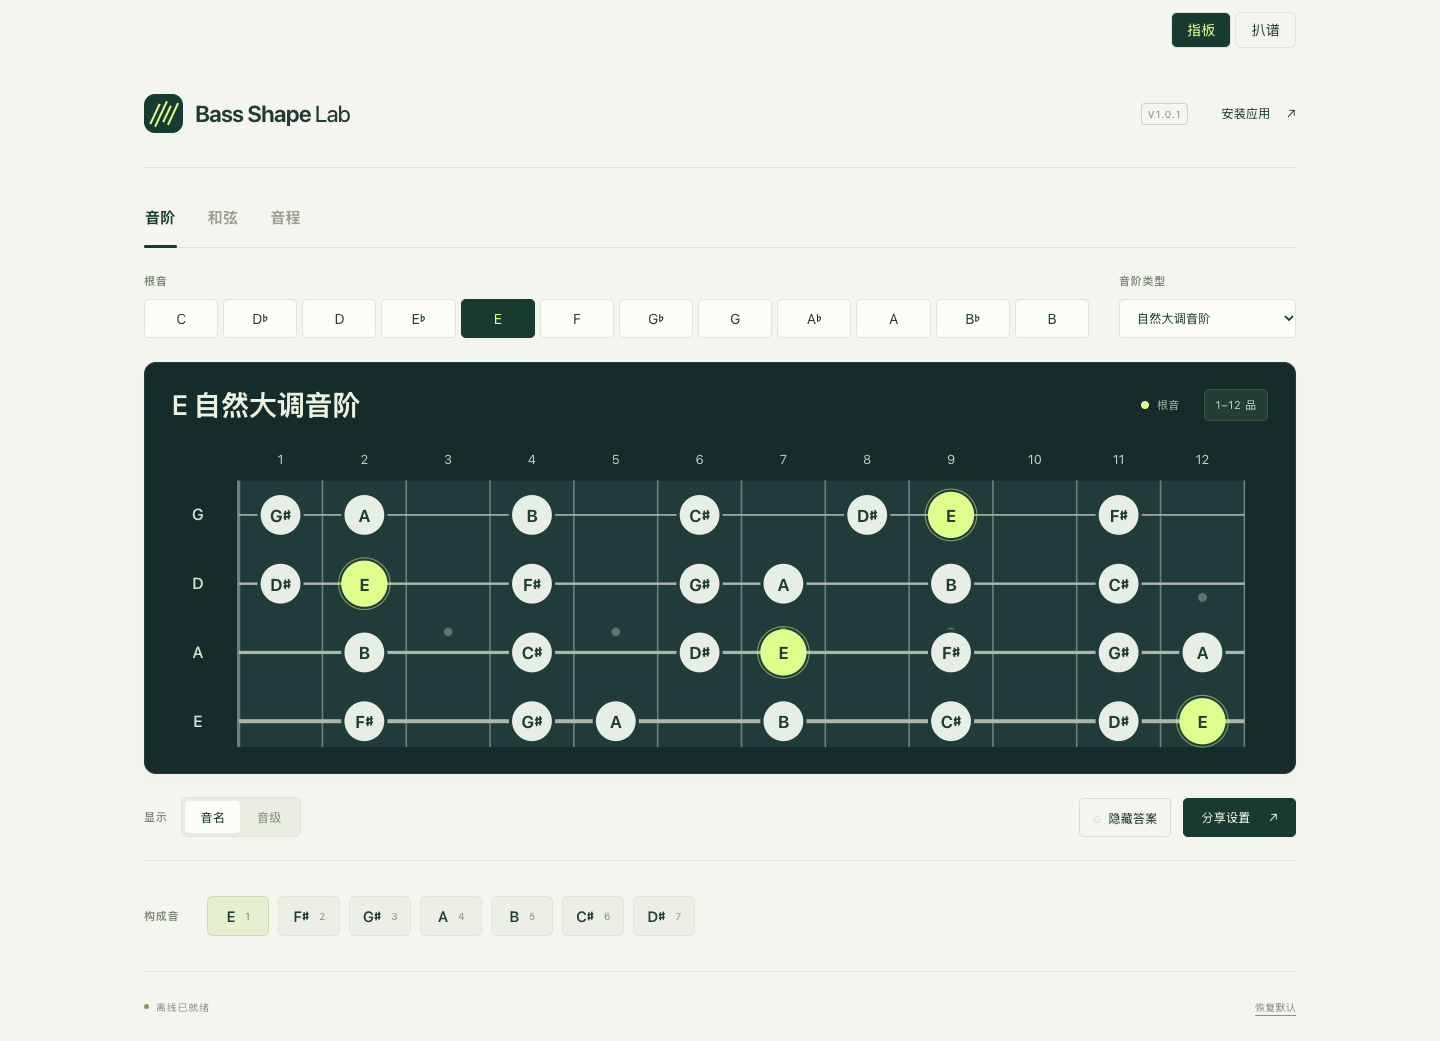 指板 扒谱
Bass Shape Lab
V1.0.1 安装应用 ↗
音阶 和弦 音程
根音 音阶类型
C D♭ D E♭ E F G♭ G A♭ A B♭ B 自然大调音阶
E 自然大调音阶
根音 1–12 品
1 2 3 4 5 6 7 8 9 10 11 12
G G# A B C# D# E F#
D D# E F# G# A B C#
A B C# D# E F# G# A
E F# G# A B C# D# E
显示 音名 音级 隐藏答案 分享设置 ↗
构成音 E 1 F# 2 G# 3 A 4 B 5 C# 6 D# 7
离线已就绪 恢复默认